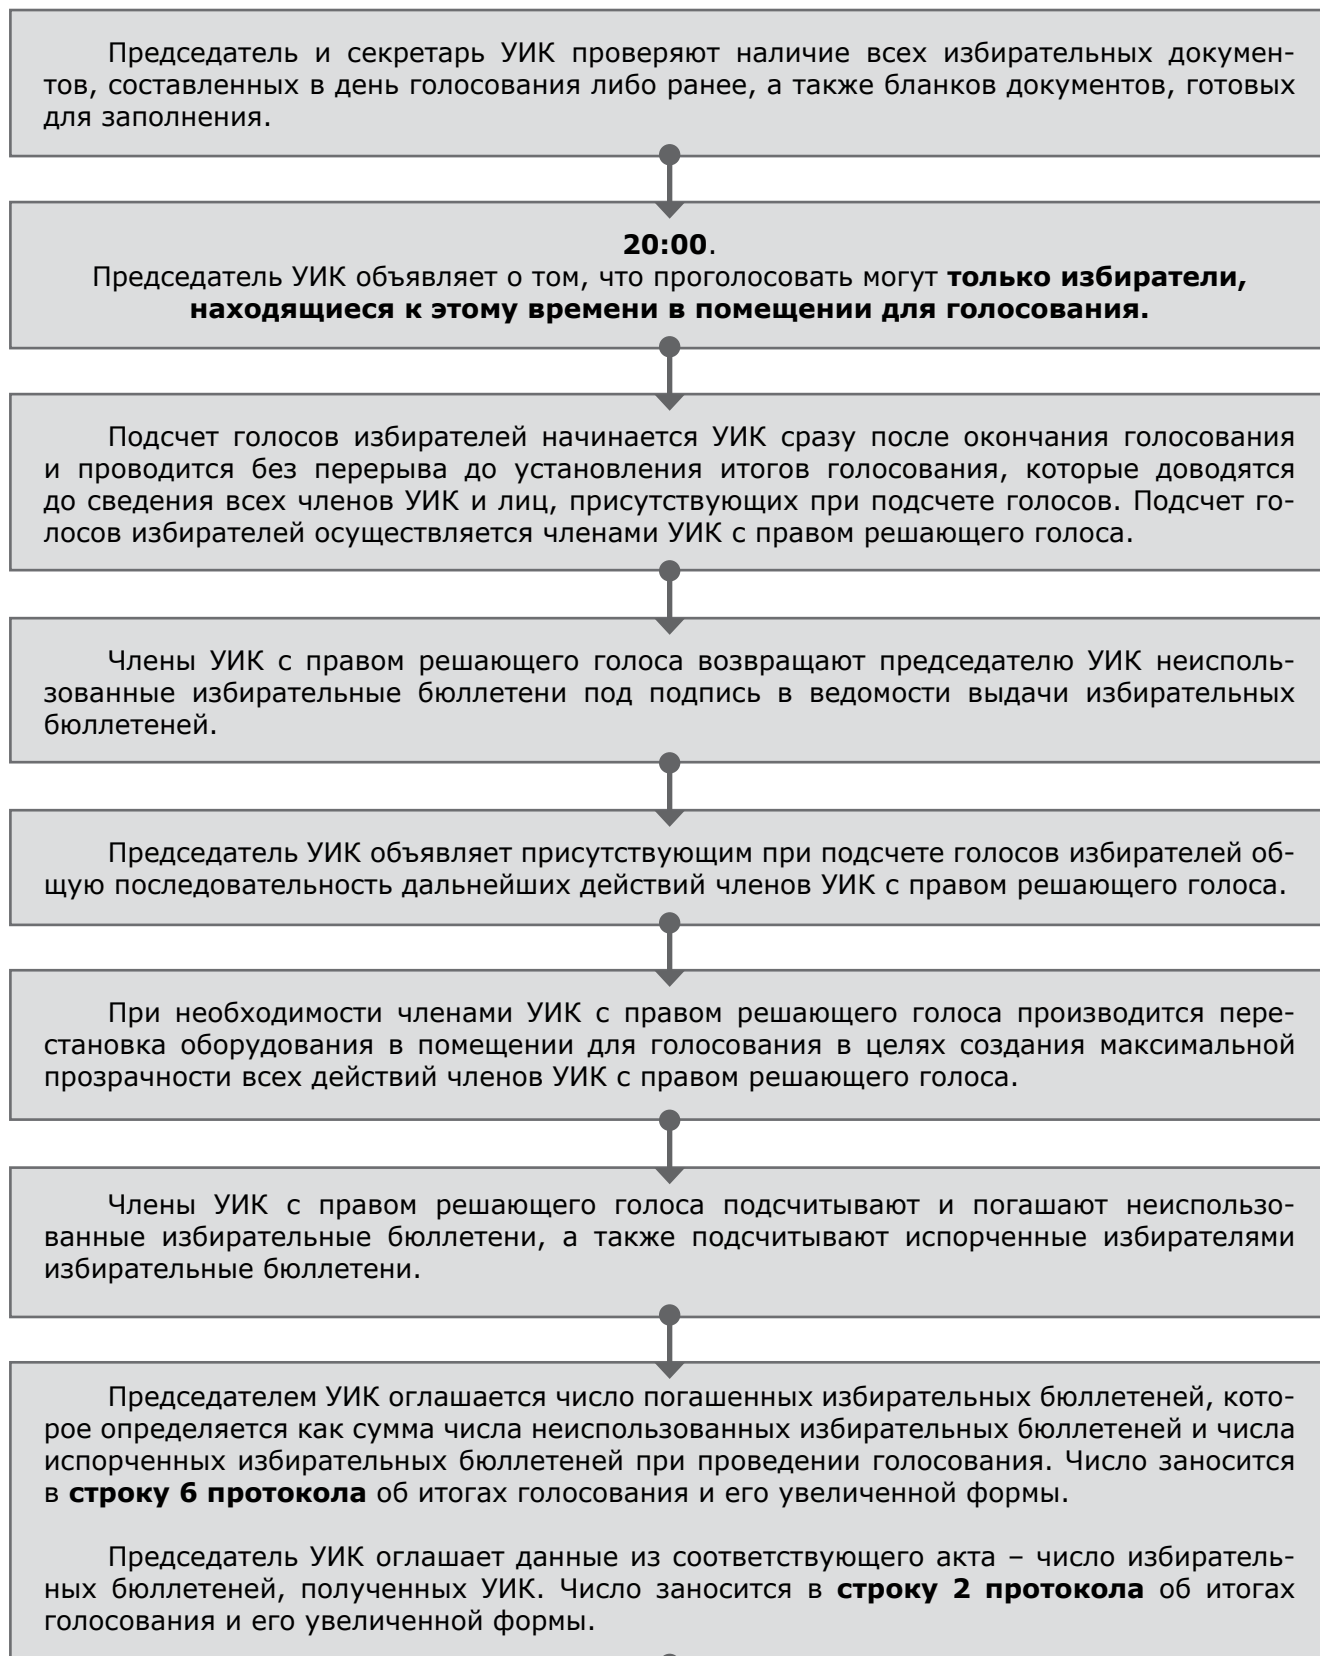 Председатель и секретарь УИК проверяют наличие всех избирательных докумен-
тов, составленных в день голосования либо ранее, а также бланков документов, готовых
для заполнения.
20:00.
Председатель УИК объявляет о том, что проголосовать могут только избиратели,
находящиеся к этому времени в помещении для голосования.
Подсчет голосов избирателей начинается УИК сразу после окончания голосования
и проводится без перерыва до установления итогов голосования, которые доводятся
до сведения всех членов УИК и лиц, присутствующих при подсчете голосов. Подсчет го-
лосов избирателей осуществляется членами УИК с правом решающего голоса.
Члены УИК с правом решающего голоса возвращают председателю УИК неисполь-
зованные избирательные бюллетени под подпись в ведомости выдачи избирательных
бюллетеней.
Председатель УИК объявляет присутствующим при подсчете голосов избирателей об-
щую последовательность дальнейших действий членов УИК с правом решающего голоса.
При необходимости членами УИК с правом решающего голоса производится пере-
становка оборудования в помещении для голосования в целях создания максимальной
прозрачности всех действий членов УИК с правом решающего голоса.
Члены УИК с правом решающего голоса подсчитывают и погашают неиспользо-
ванные избирательные бюллетени, а также подсчитывают испорченные избирателями
избирательные бюллетени.
Председателем УИК оглашается число погашенных избирательных бюллетеней, кото-
рое определяется как сумма числа неиспользованных избирательных бюллетеней и числа
испорченных избирательных бюллетеней при проведении голосования. Число заносится
в строку 6 протокола об итогах голосования и его увеличенной формы.
Председатель УИК оглашает данные из соответствующего акта – число избиратель-
ных бюллетеней, полученных УИК. Число заносится в строку 2 протокола об итогах
голосования и его увеличенной формы.